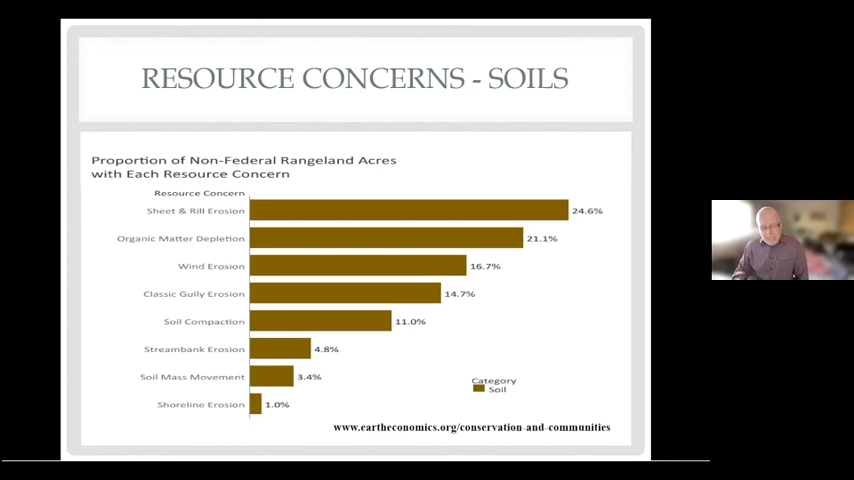 RESOURCE CONCERNS - SOILS
Proportion of Non-Federal Rangeland Acres
with Each Resource Concern
Resource Concern
Sheet & Rill Erosion 24.6%
Organic Matter Depletion 21.1%
Wind Erosion 16.7%
Classic Gully Erosion 14.7%
Soil Compaction 11.0%
Streambank Erosion 4.8%
Soil Mass Movement 3.4%
Category
Soil
Shoreline Erosion 1.0%
www.eartheconomics.org/conservation-and-communities